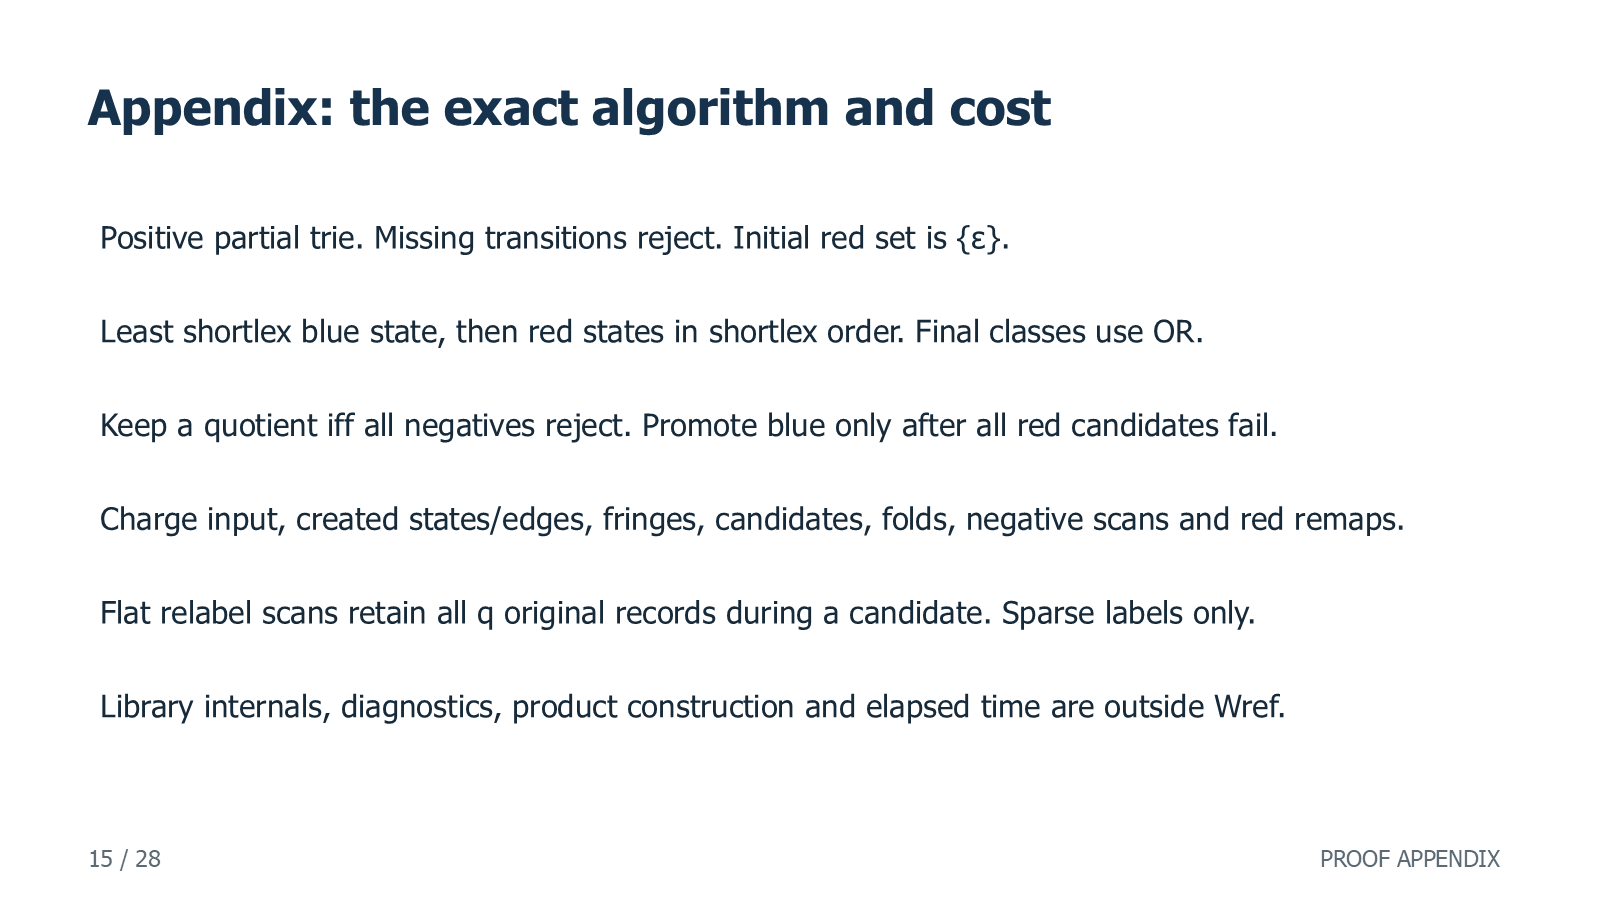 Appendix: the exact algorithm and cost
Positive partial trie. Missing transitions reject. Initial red set is {ε}.
Least shortlex blue state, then red states in shortlex order. Final classes use OR.
Keep a quotient iff all negatives reject. Promote blue only after all red candidates fail.
Charge input, created states/edges, fringes, candidates, folds, negative scans and red remaps.
Flat relabel scans retain all q original records during a candidate. Sparse labels only.
Library internals, diagnostics, product construction and elapsed time are outside Wref.
15 / 28
PROOF APPENDIX